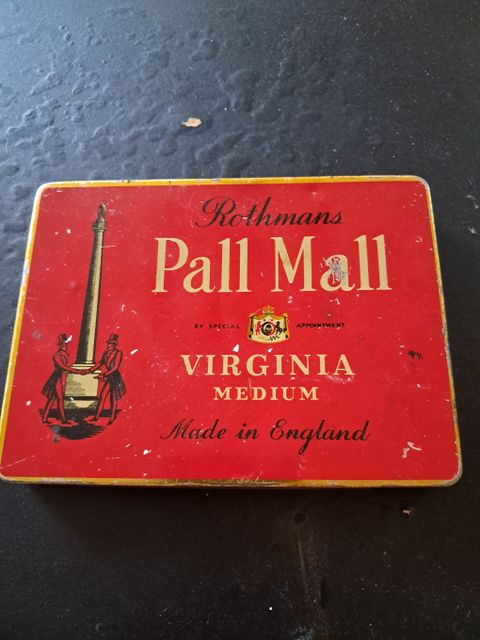 Rothmans
Pall Mall
BY SPECIAL APPOINTMENT
VIRGINIA
MEDIUM
Made in England